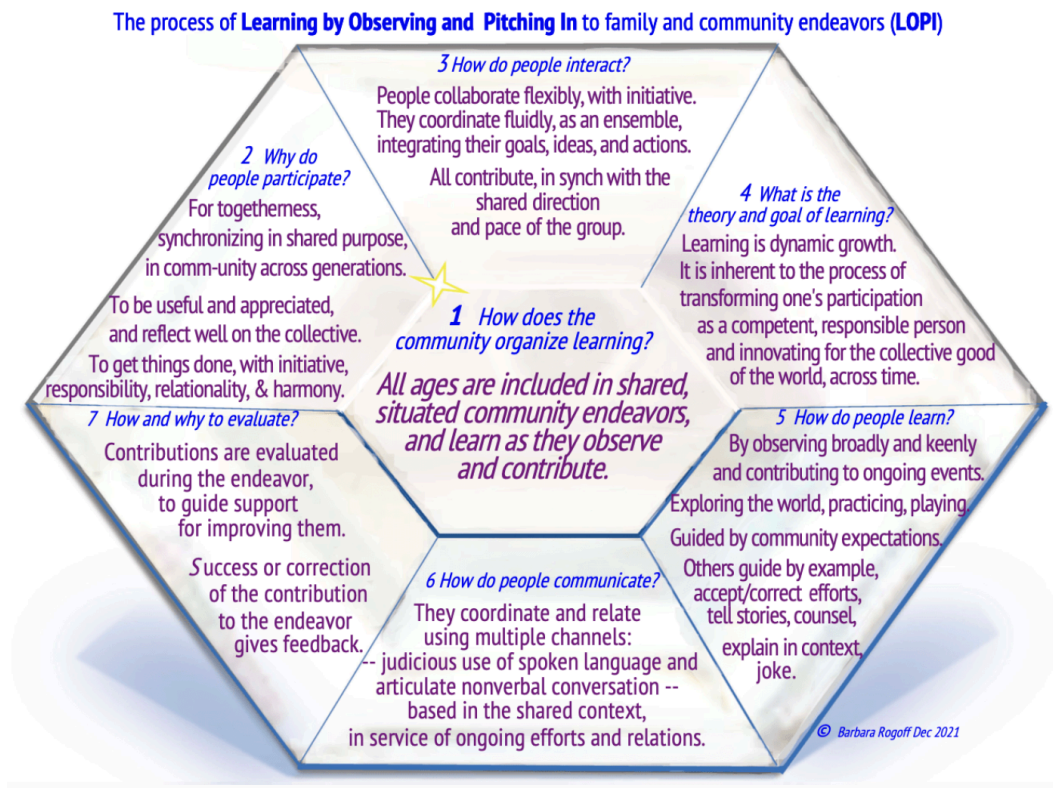 The process of Learning by Observing and Pitching In to family and community endeavors (LOPI)
1 How does the
community organize learning?
All ages are included in shared,
situated community endeavors,
and learn as they observe
and contribute.
2 Why do
people participate?
For togetherness,
synchronizing in shared purpose,
in comm-unity across generations.
To be useful and appreciated,
and reflect well on the collective.
To get things done, with initiative,
responsibility, relationality, & harmony.
3 How do people interact?
People collaborate flexibly, with initiative.
They coordinate fluidly, as an ensemble,
integrating their goals, ideas, and actions.
All contribute, in synch with the
shared direction
and pace of the group.
4 What is the
theory and goal of learning?
Learning is dynamic growth.
It is inherent to the process of
transforming one's participation
as a competent, responsible person
and innovating for the collective good
of the world, across time.
5 How do people learn?
By observing broadly and keenly
and contributing to ongoing events.
Exploring the world, practicing, playing.
Guided by community expectations.
Others guide by example,
accept/correct efforts,
tell stories, counsel,
explain in context,
joke.
6 How do people communicate?
They coordinate and relate
using multiple channels:
-- judicious use of spoken language and
articulate nonverbal conversation --
based in the shared context,
in service of ongoing efforts and relations.
7 How and why to evaluate?
Contributions are evaluated
during the endeavor,
to guide support
for improving them.
Success or correction
of the contribution
to the endeavor
gives feedback.
© Barbara Rogoff Dec 2021